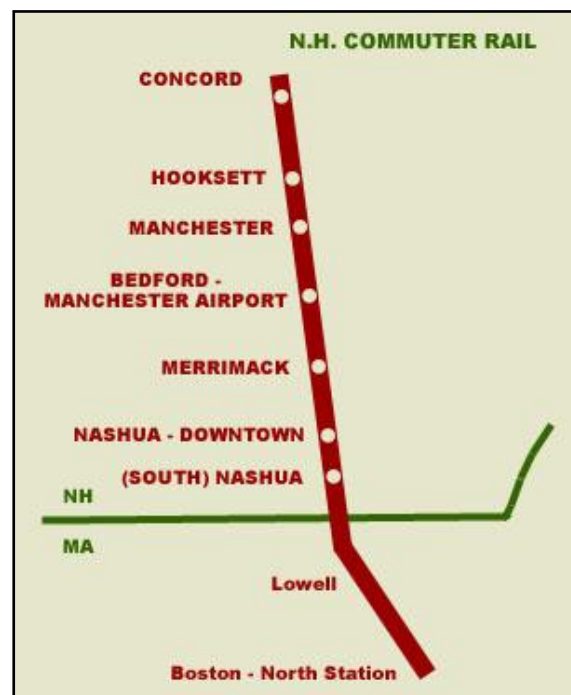 N.H. COMMUTER RAIL
CONCORD
HOOKSETT
MANCHESTER
BEDFORD -
MANCHESTER AIRPORT
MERRIMACK
NASHUA - DOWNTOWN
(SOUTH) NASHUA
NH
MA
Lowell
Boston - North Station